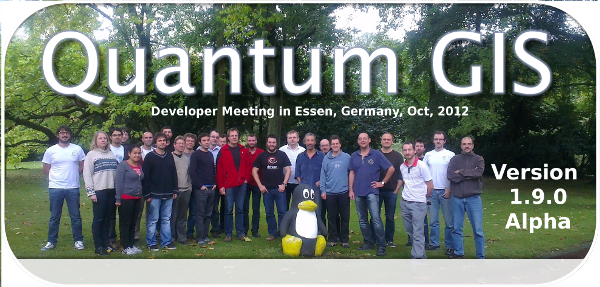 Quantum GIS
Developer Meeting in Essen, Germany, Oct, 2012
Version
1.9.0
Alpha